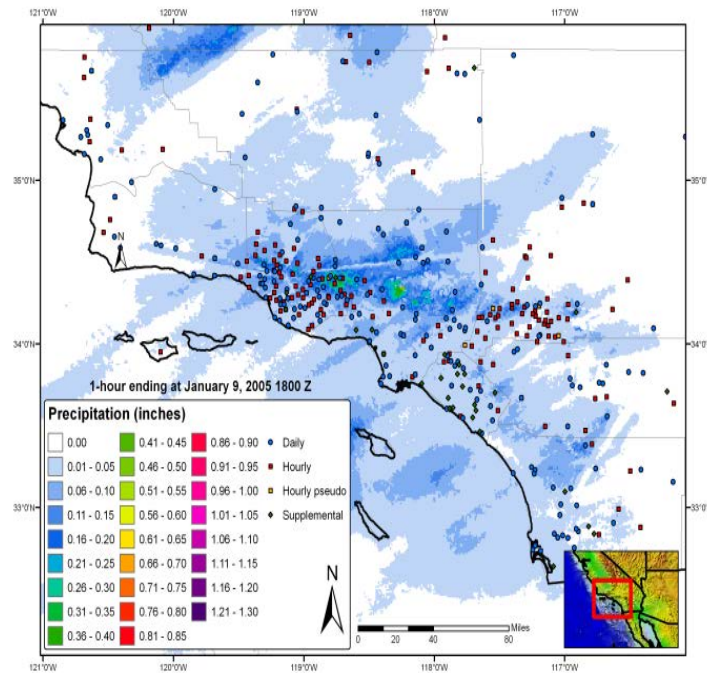 121°0'W 120°0'W 119°0'W 118°0'W 117°0'W
35°0'N 35°0'N
N
34°0'N 34°0'N
1-hour ending at January 9, 2005 1800 Z
Precipitation (inches)
0.00 0.41 - 0.45 0.86 - 0.90 Daily
0.01 - 0.05 0.46 - 0.50 0.91 - 0.95 Hourly
0.06 - 0.10 0.51 - 0.55 0.96 - 1.00 Hourly pseudo
0.11 - 0.15 0.56 - 0.60 1.01 - 1.05 Supplemental
33°0'N 33°0'N
0.16 - 0.20 0.61 - 0.65 1.06 - 1.10
0.21 - 0.25 0.66 - 0.70 1.11 - 1.15
0.26 - 0.30 0.71 - 0.75 1.16 - 1.20
0.31 - 0.35 0.76 - 0.80 1.21 - 1.30
0.36 - 0.40 0.81 - 0.85
N
Miles
0 10 20 40 60
121°0'W 120°0'W 119°0'W 118°0'W 117°0'W